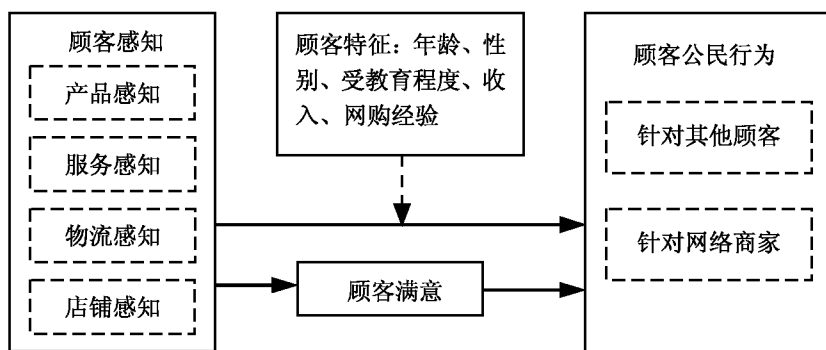 顾客感知
产品感知
服务感知
物流感知
店铺感知
顾客特征：年龄、性
别、受教育程度、收
入、网购经验
顾客满意
顾客公民行为
针对其他顾客
针对网络商家